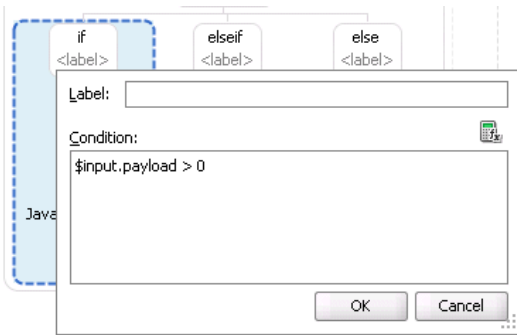 if
elseif
else
<label>
<label>
<label>
Label:
Condition:
$input.payload > 0
Java
OK
Cancel